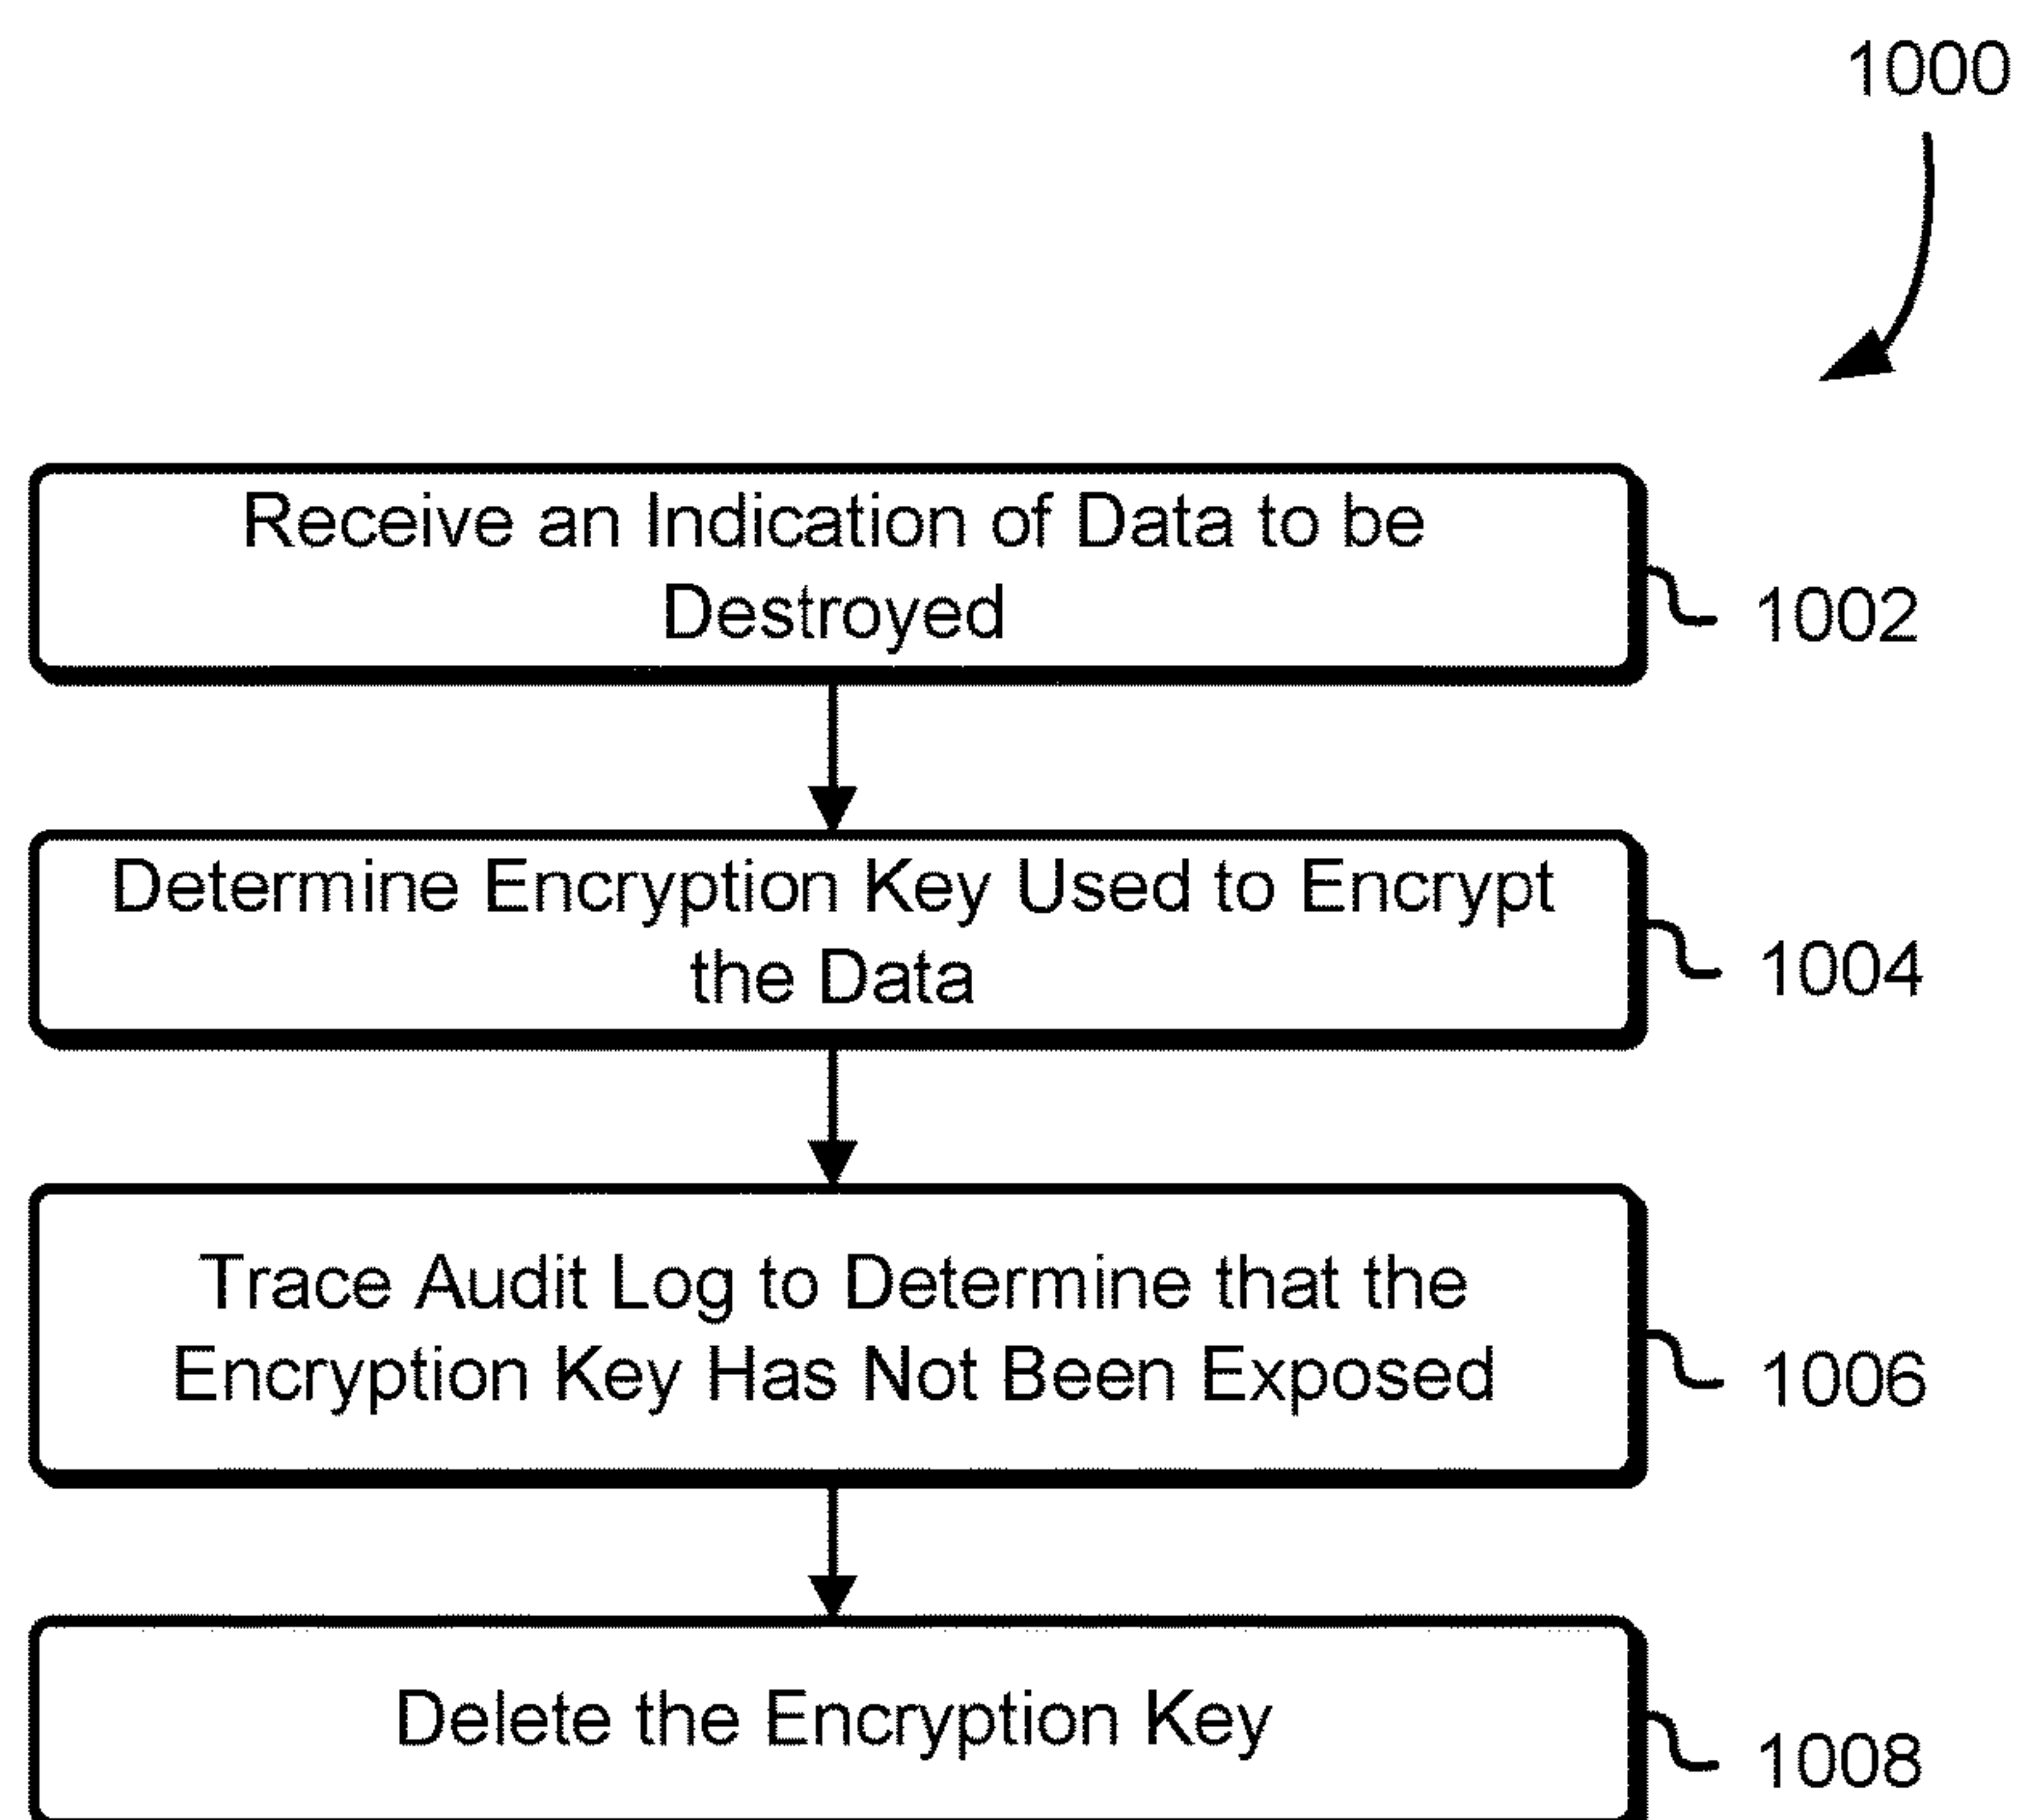 1000
Receive an Indication of Data to be
Destroyed
1002
Determine Encryption Key Used to Encrypt
the Data
1004
Trace Audit Log to Determine that the
Encryption Key Has Not Been Exposed
1006
Delete the Encryption Key
1008